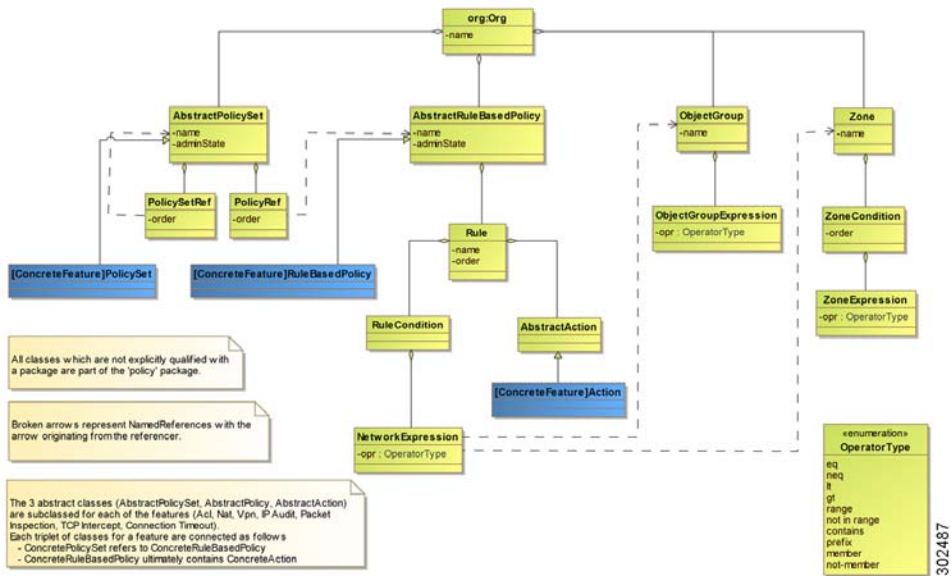 org:Org
-name
AbstractPolicySet
-name
-adminState
AbstractRuleBasedPolicy
-name
-adminState
ObjectGroup
-name
Zone
-name
PolicySetRef
-order
PolicyRef
-order
ObjectGroupExpression
-opr : OperatorType
ZoneCondition
-order
Rule
-name
-order
[ConcreteFeature]PolicySet
[ConcreteFeature]RuleBasedPolicy
ZoneExpression
-opr : OperatorType
RuleCondition
AbstractAction
All classes which are not explicitly qualified with
a package are part of the 'policy' package.
[ConcreteFeature]Action
Broken arrows represent NamedReferences with the
arrow originating from the referencer.
NetworkExpression
-opr : OperatorType
«enumeration»
OperatorType
eq
neq
lt
gt
range
not in range
contains
prefix
member
not-member
The 3 abstract classes (AbstractPolicySet, AbstractPolicy, AbstractAction)
are subclassed for each of the features (Acl, Nat, Vpn, IP Audit, Packet
Inspection, TCP Intercept, Connection Timeout).
Each triplet of classes for a feature are connected as follows
- ConcretePolicySet refers to ConcreteRuleBasedPolicy
- ConcreteRuleBasedPolicy ultimately contains ConcreteAction
302487